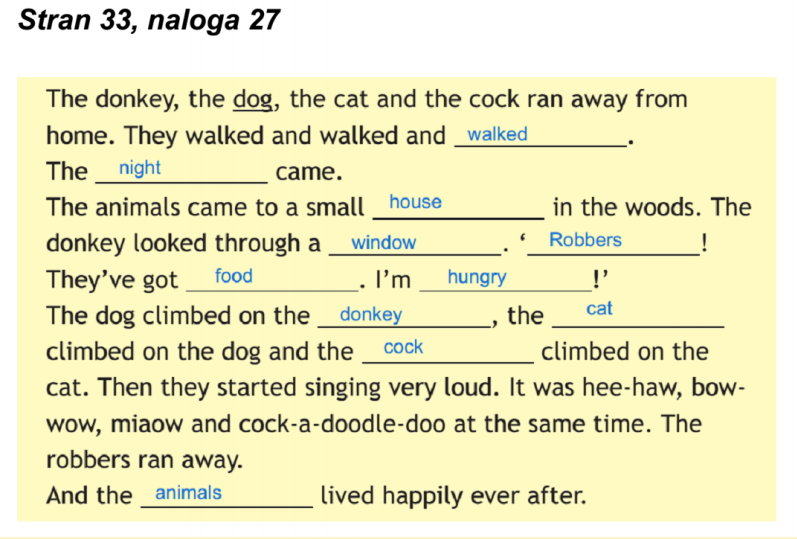 Stran 33, naloga 27
The donkey, the dog, the cat and the cock ran away from
home. They walked and walked and walked.
The night came.
The animals came to a small house in the woods. The
donkey looked through a window. ‘Robbers!
They’ve got food. I’m hungry!’
The dog climbed on the donkey, the cat
climbed on the dog and the cock climbed on the
cat. Then they started singing very loud. It was hee-haw, bow-
wow, miaow and cock-a-doodle-doo at the same time. The
robbers ran away.
And the animals lived happily ever after.